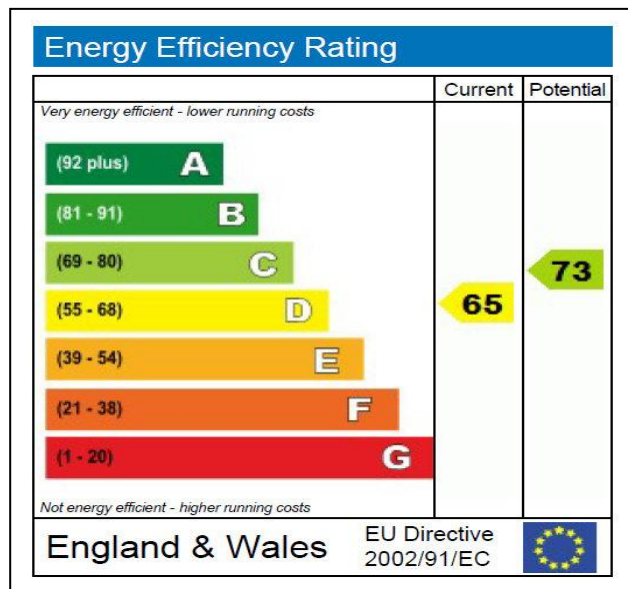 Energy Efficiency Rating
Current Potential
Very energy efficient - lower running costs
(92 plus) A
(81 - 91) B
(69 - 80) C
73
(55 - 68) D
65
(39 - 54) E
(21 - 38) F
(1 - 20) G
Not energy efficient - higher running costs
England & Wales
EU Directive
2002/91/EC